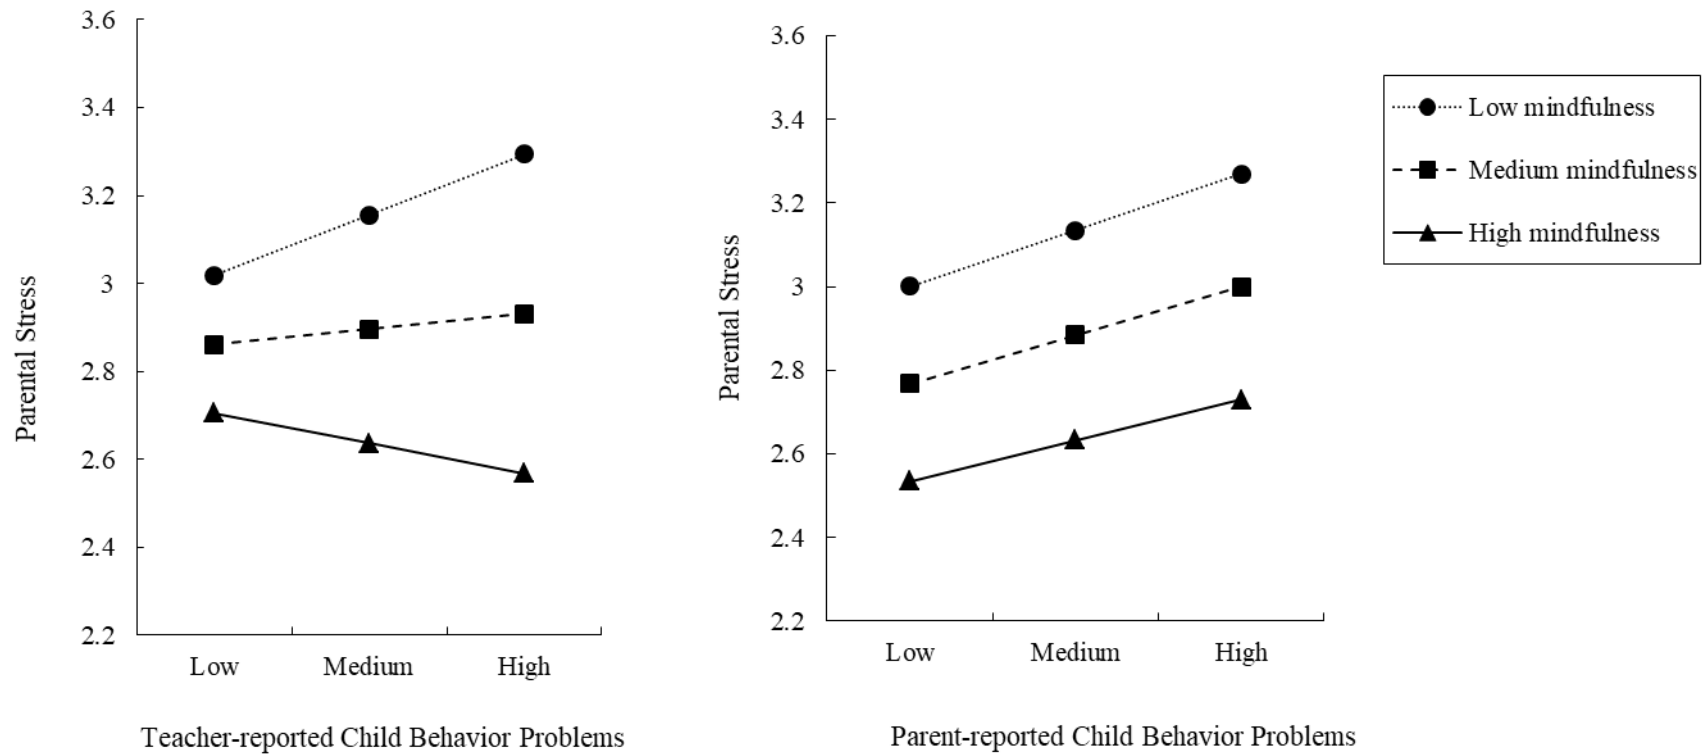 3.6
3.4
3.2
3
2.8
2.6
2.4
2.2
Parental Stress
Low Medium High
Teacher-reported Child Behavior Problems
3.6
3.4
3.2
3
2.8
2.6
2.4
2.2
Parental Stress
Low Medium High
Parent-reported Child Behavior Problems
Low mindfulness
Medium mindfulness
High mindfulness